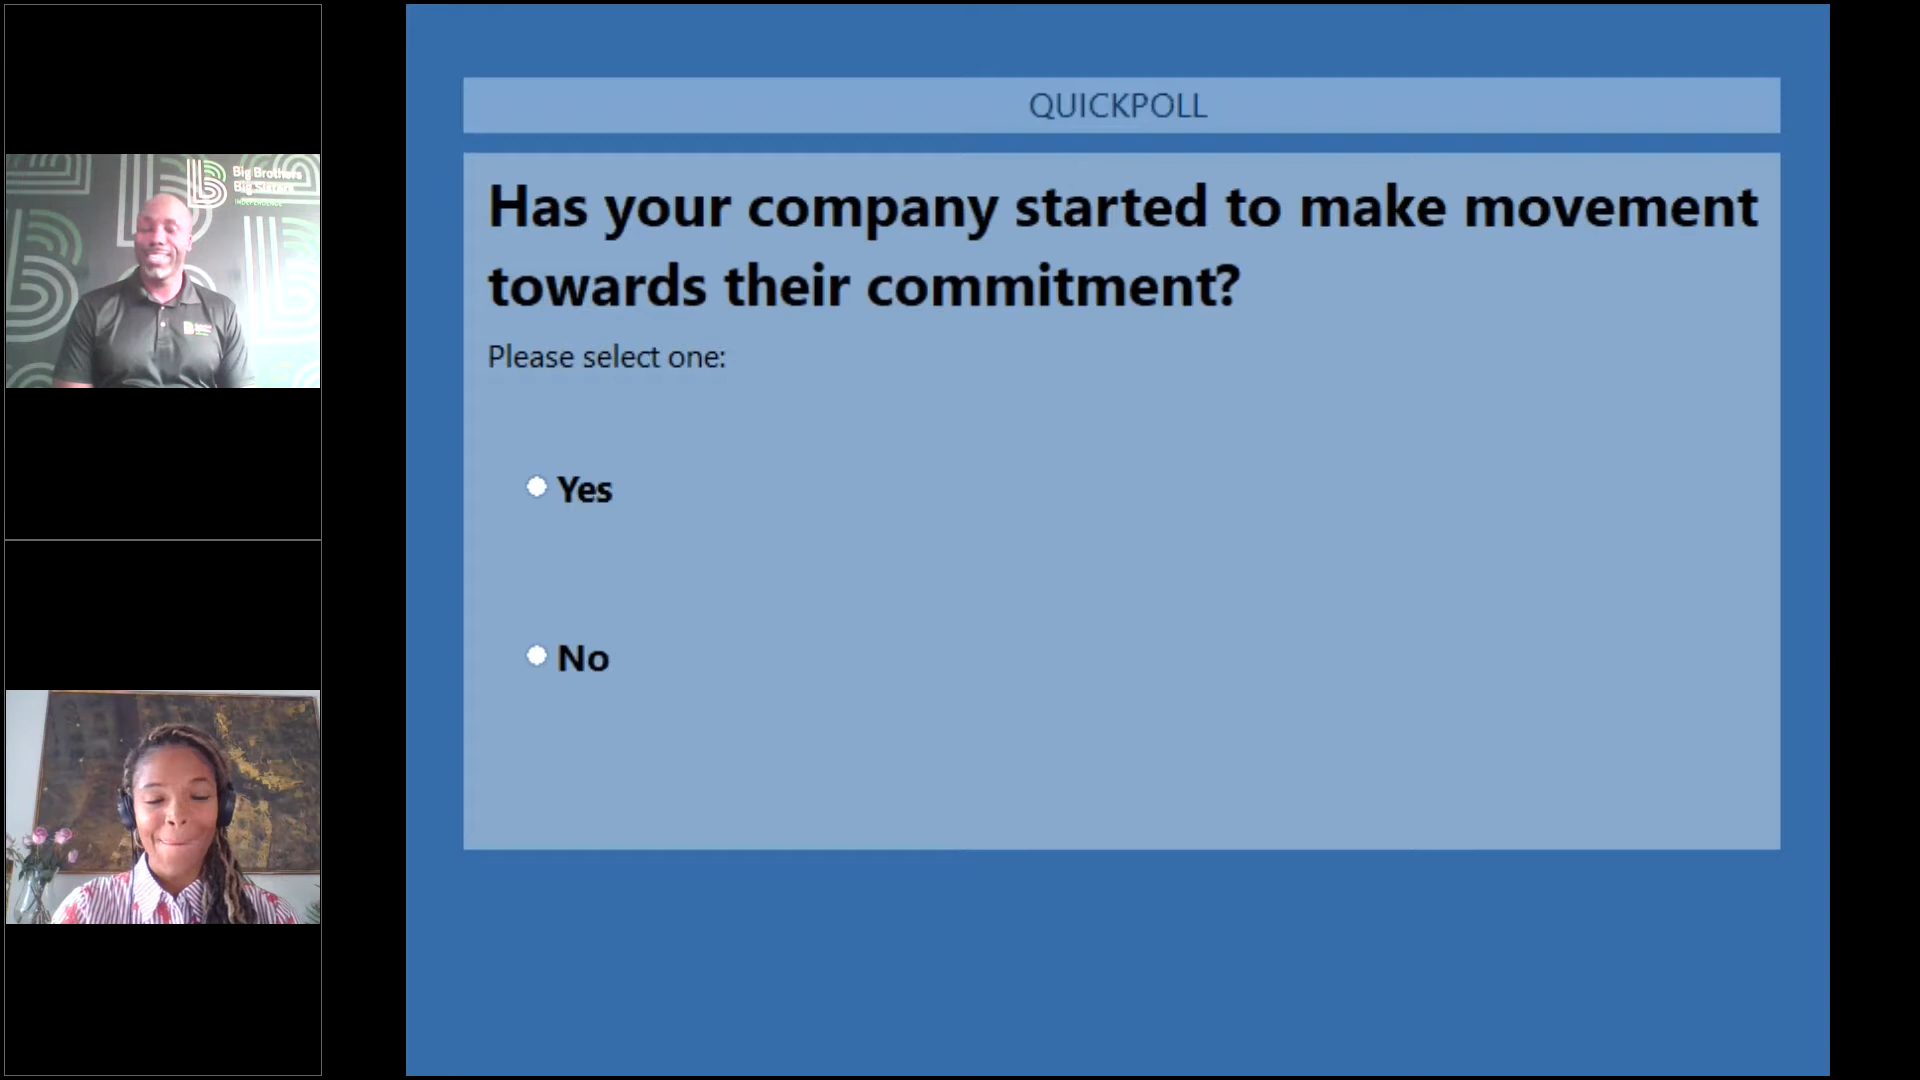 Big Brothers
Big Sisters
INDEPENDENCE
QUICKPOLL
Has your company started to make movement
towards their commitment?
Please select one:
Yes
No